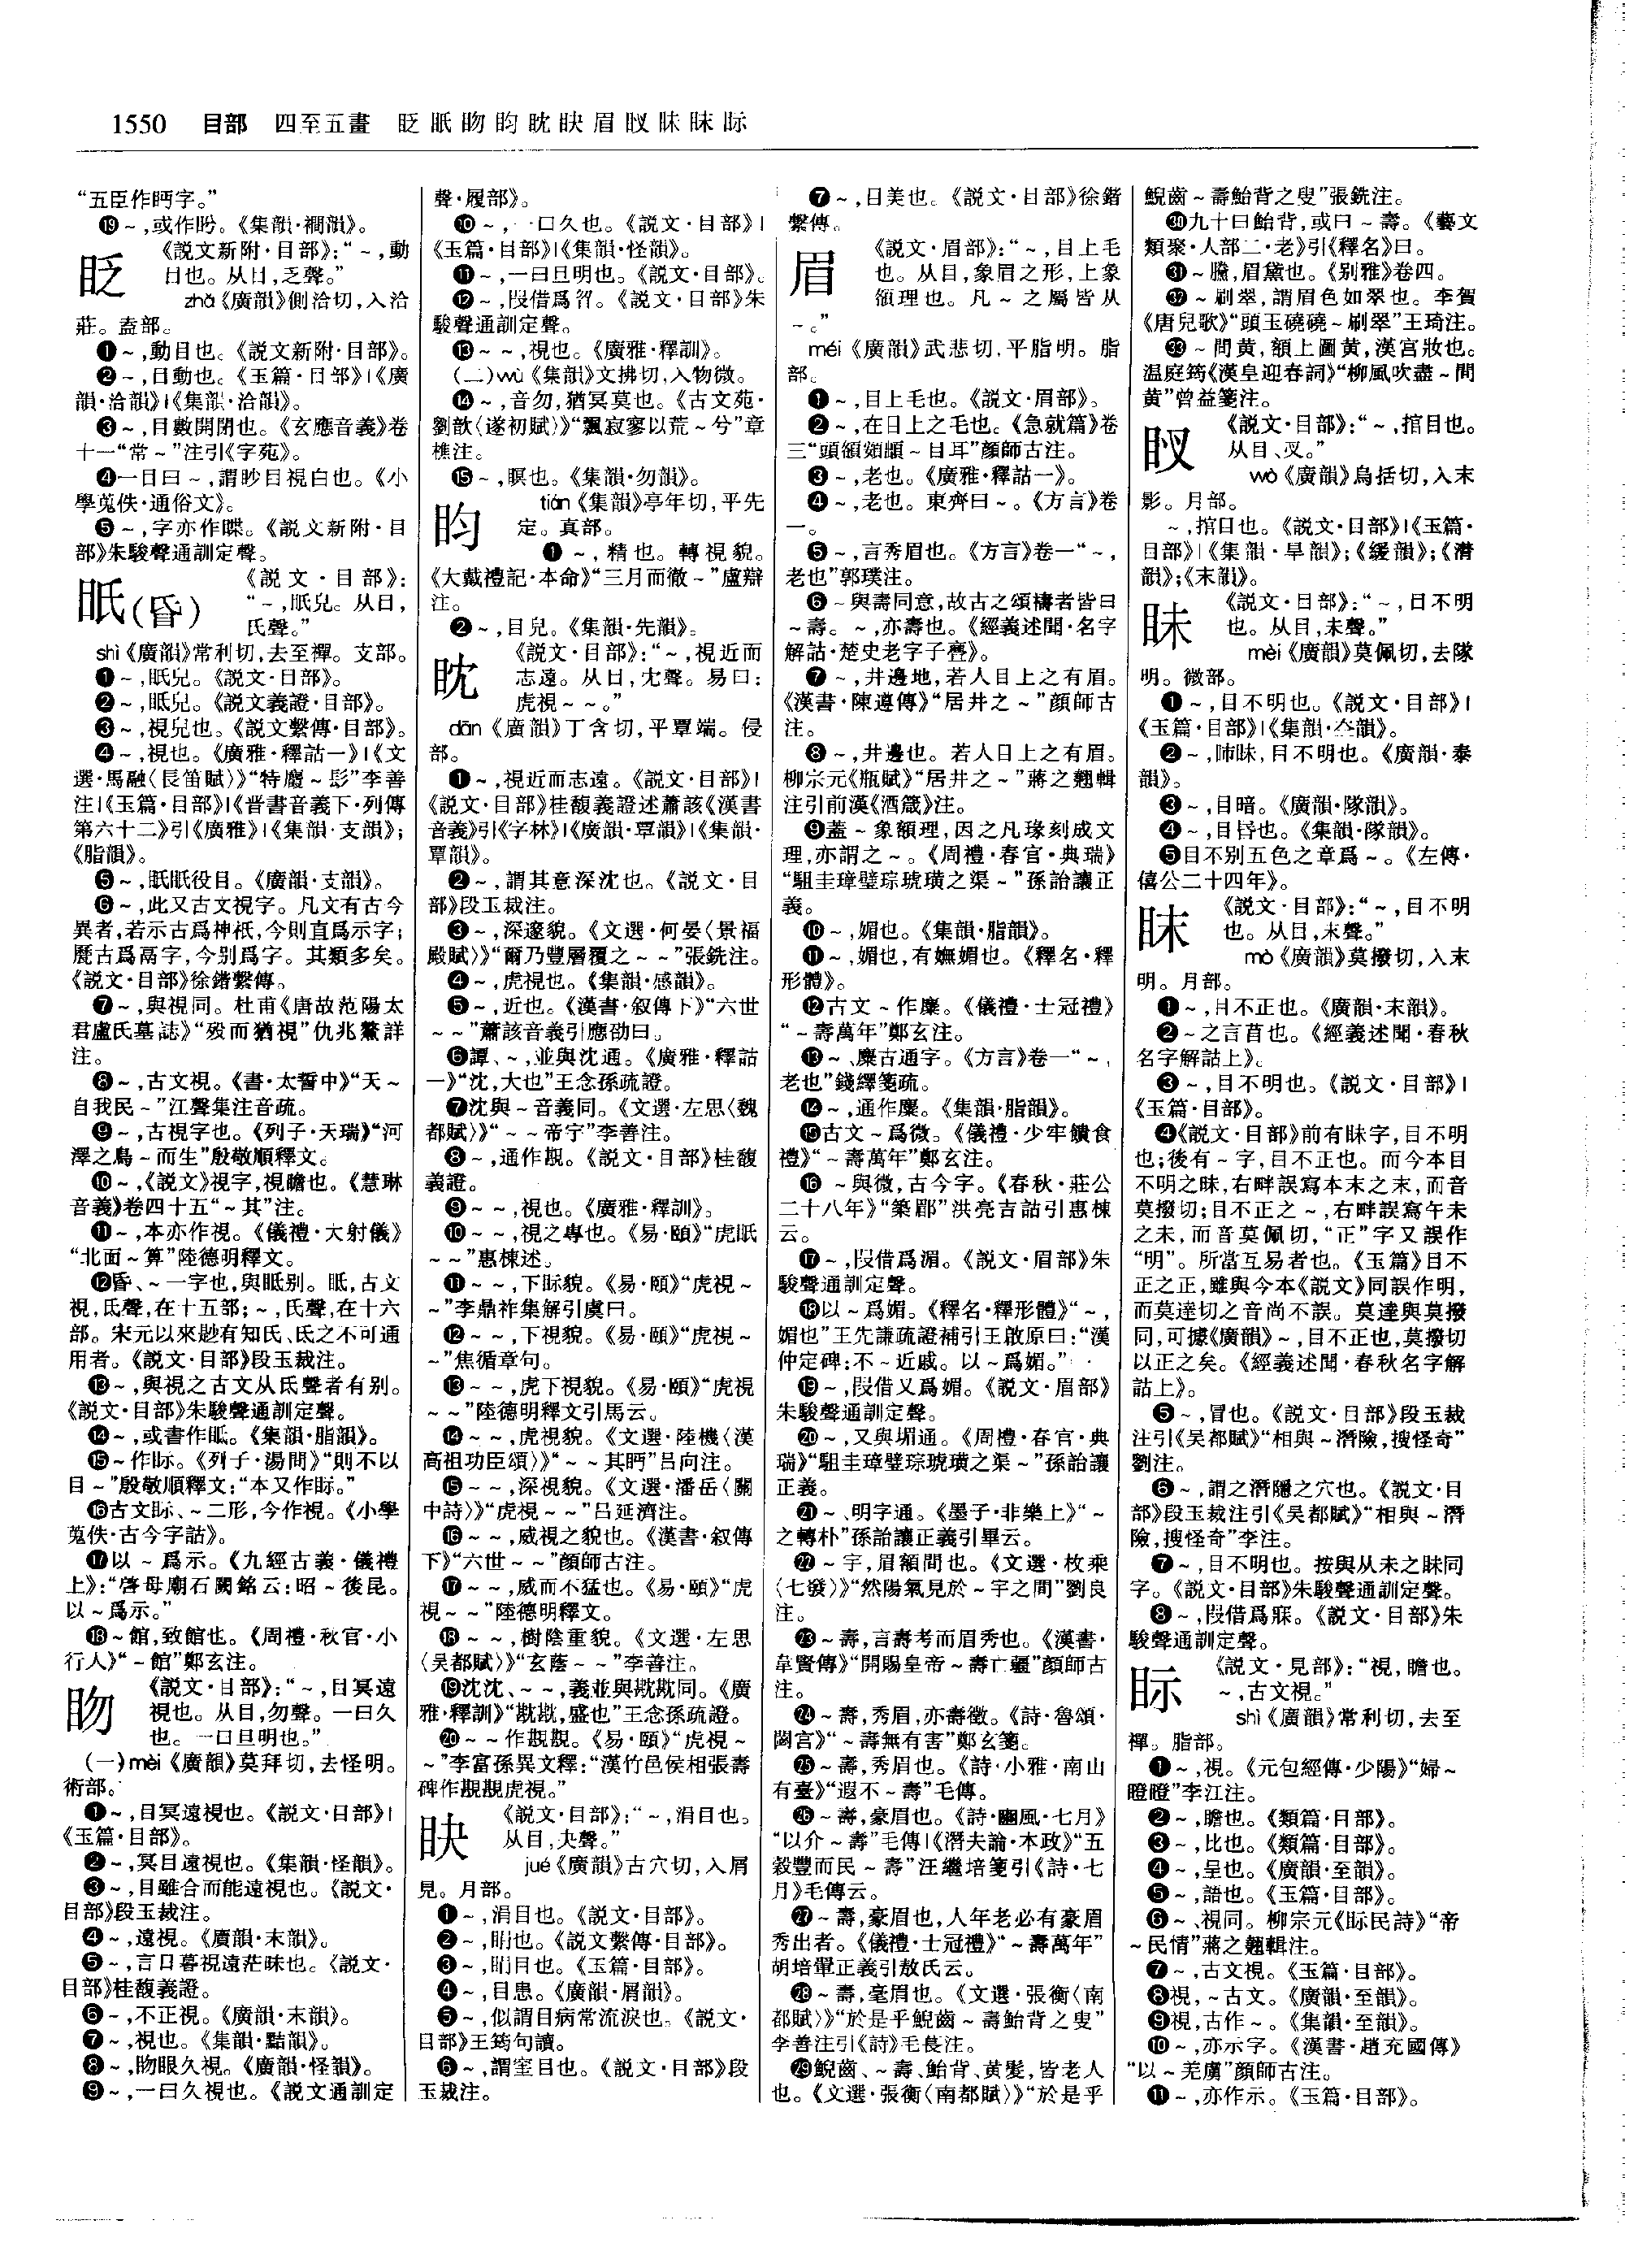 1550 目部 四至五畫 眨眂眒盷眈眏眉𥄎眛眜眎
“五臣作眄字。”
⓳～,或作盻。《集韻·襇韻》。
眨
《説文新附·目部》:“～,動
目也。从目,乏聲。”
zhǎ《廣韻》側洽切,入洽
莊。盍部。
❶～,動目也。《説文新附·目部》。
❷～,目動也。《玉篇·目部》|《廣
韻·洽韻》|《集韻·洽韻》。
❸～,目數開閉也。《玄應音義》卷
十一“常～”注引《字苑》。
❹一目曰～,謂眇目視白也。《小
學蒐佚·通俗文》。
❺～,字亦作䀹。《説文新附·目
部》朱駿聲通訓定聲。
眂(昏)
《説文·目部》:
“～,眂皃。从目,
氏聲。”
shì《廣韻》常利切,去至禪。支部。
❶～,眂皃。《説文·目部》。
❷～,眡皃。《説文義證·目部》。
❸～,視皃也。《説文繫傳·目部》。
❹～,視也。《廣雅·釋詁一》|《文
選·馬融〈長笛賦〉》“特麚～髟”李善
注|《玉篇·目部》|《晉書音義下·列傳
第六十二》引《廣雅》|《集韻·支韻》;
《脂韻》。
❺～,眂眂役目。《廣韻·支韻》。
❻～,此又古文視字。凡文有古今
異者,若示古爲神祇,今則直爲示字;
䰛古爲鬲字,今别爲字。其類多矣。
《説文·目部》徐鍇繫傳。
❼～,與視同。杜甫《唐故范陽太
君盧氏墓誌》“殁而猶視”仇兆鰲詳
注。
❽～,古文視。《書·太誓中》“天～
自我民～”江聲集注音疏。
❾～,古視字也。《列子·天瑞》“河
澤之鳥～而生”殷敬順釋文。
❿～,《説文》視字,視瞻也。《慧琳
音義》卷四十五“～其”注。
⓫～,本亦作視。《儀禮·大射儀》
“北面～算”陸德明釋文。
⓬昏、～一字也,與眡别。眡,古文
視,氐聲,在十五部;～,氏聲,在十六
部。宋元以來尟有知氏、氐之不可通
用者。《説文·目部》段玉裁注。
⓭～,與視之古文从氐聲者有别。
《説文·目部》朱駿聲通訓定聲。
⓮～,或書作眡。《集韻·脂韻》。
⓯～作眎。《列子·湯問》“則不以
目～”殷敬順釋文:“本又作眎。”
⓰古文眎、～二形,今作視。《小學
蒐佚·古今字詁》。
⓱以～爲示。《九經古義·儀禮
上》:“啓母廟石闕銘云:昭～後昆。
以～爲示。”
⓲～館,致館也。《周禮·秋官·小
行人》“～館”鄭玄注。
眒
《説文·目部》:“～,目冥遠
視也。从目,勿聲。一曰久
也。一曰旦明也。”
(一)mèi《廣韻》莫拜切,去怪明。
術部。
❶～,目冥遠視也。《説文·目部》|
《玉篇·目部》。
❷～,冥目遠視也。《集韻·怪韻》。
❸～,目雖合而能遠視也。《説文·
目部》段玉裁注。
❹～,遠視。《廣韻·末韻》。
❺～,言日暮視遠茫昧也。《説文·
目部》桂馥義證。
❻～,不正視。《廣韻·末韻》。
❼～,視也。《集韻·黠韻》。
❽～,䀛眼久視。《廣韻·怪韻》。
❾～,一曰久視也。《説文通訓定
聲·履部》。
❿～,一曰久也。《説文·目部》|
《玉篇·目部》|《集韻·怪韻》。
⓫～,一曰旦明也。《説文·目部》。
⓬～,叚借爲曶。《説文·目部》朱
駿聲通訓定聲。
⓭～～,視也。《廣雅·釋訓》。
(二)wù《集韻》文拂切,入物微。
⓮～,音勿,猶冥莫也。《古文苑·
劉歆〈遂初賦〉》“飄寂寥以荒～兮”章
樵注。
⓯～,瞑也。《集韻·勿韻》。
盷
tián《集韻》亭年切,平先
定。真部。
❶～,精也。轉視貌。
《大戴禮記·本命》“三月而徹～”盧辯
注。
❷～,目皃。《集韻·先韻》。
眈
《説文·目部》:“～,視近而
志遠。从目,冘聲。易曰:
虎視～～。”
dān《廣韻》丁含切,平覃端。侵
部。
❶～,視近而志遠。《説文·目部》|
《説文·目部》桂馥義證述蕭該《漢書
音義》引《字林》|《廣韻·覃韻》|《集韻·
覃韻》。
❷～,謂其意深沈也。《説文·目
部》段玉裁注。
❸～,深邃貌。《文選·何晏〈景福
殿賦〉》“爾乃豐層覆之～～”張銑注。
❹～,虎視也。《集韻·感韻》。
❺～,近也。《漢書·叙傳下》“六世
～～”蕭該音義引應劭曰。
❻譚、～,並與沈通。《廣雅·釋詁
一》“沈,大也”王念孫疏證。
❼沈與～音義同。《文選·左思〈魏
都賦〉》“～～帝宇”李善注。
❽～,通作覘。《説文·目部》桂馥
義證。
❾～～,視也。《廣雅·釋訓》。
❿～～,視之專也。《易·頤》“虎眂
～～”惠棟述。
⓫～～,下眎貌。《易·頤》“虎視～
～”李鼎祚集解引虞曰。
⓬～～,下視貌。《易·頤》“虎視～
～”焦循章句。
⓭～～,虎下視貌。《易·頤》“虎視
～～”陸德明釋文引馬云。
⓮～～,虎視貌。《文選·陸機〈漢
高祖功臣頌〉》“～～其眄”吕向注。
⓯～～,深視貌。《文選·潘岳〈關
中詩〉》“虎視～～”吕延濟注。
⓰～～,威視之貌也。《漢書·叙傳
下》“六世～～”顔師古注。
⓱～～,威而不猛也。《易·頤》“虎
視～～”陸德明釋文。
⓲～～,樹陰重貌。《文選·左思
〈吴都賦〉》“玄蔭～～”李善注。
⓳沈沈、～～,義並與戡戡同。《廣
雅·釋訓》“戡戡,盛也”王念孫疏證。
⓴～～作覘覘。《易·頤》“虎視～
～”李富孫異文釋:“漢竹邑侯相張壽
碑作覘覘虎視。”
䀗
《説文·目部》:“～,涓目也。
从目,夬聲。”
jué《廣韻》古穴切,入屑
見。月部。
❶～,涓目也。《説文·目部》。
❷～,明也。《説文繫傳·目部》。
❸～,睊目也。《玉篇·目部》。
❹～,目患。《廣韻·屑韻》。
❺～,似謂目病常流淚也。《説文·
目部》王筠句讀。
❻～,謂窐目也。《説文·目部》段
玉裁注。
❼～,目美也。《説文·目部》徐鍇
繫傳。
眉
《説文·眉部》:“～,目上毛
也。从目,象眉之形,上象
頟理也。凡～之屬皆从
～。”
méi《廣韻》武悲切,平脂明。脂
部。
❶～,目上毛也。《説文·眉部》。
❷～,在目上之毛也。《急就篇》卷
三“頭頟頞䪼～目耳”顔師古注。
❸～,老也。《廣雅·釋詁一》。
❹～,老也。東齊曰～。《方言》卷
一。
❺～,言秀眉也。《方言》卷一“～,
老也”郭璞注。
❻～與壽同意,故古之頌禱者皆曰
～壽。～,亦壽也。《經義述聞·名字
解詁·楚史老字子亹》。
❼～,井邊地,若人目上之有眉。
《漢書·陳遵傳》“居井之～”顔師古
注。
❽～,井邊也。若人目上之有眉。
柳宗元《瓶賦》“居井之～”蔣之翹輯
注引前漢《酒箴》注。
❾蓋～象額理,因之凡瑑刻成文
理,亦謂之～。《周禮·春官·典瑞》
“駔圭璋璧琮琥璜之渠～”孫詒讓正
義。
❿～,媚也。《集韻·脂韻》。
⓫～,媚也,有嫵媚也。《釋名·釋
形體》。
⓬古文～作麋。《儀禮·士冠禮》
“～壽萬年”鄭玄注。
⓭～、麋古通字。《方言》卷一“～,
老也”錢繹箋疏。
⓮～,通作麋。《集韻·脂韻》。
⓯古文～爲微。《儀禮·少牢饋食
禮》“～壽萬年”鄭玄注。
⓰～與微,古今字。《春秋·莊公
二十八年》“築郿”洪亮吉詁引惠棟
云。
⓱～,叚借爲湄。《説文·眉部》朱
駿聲通訓定聲。
⓲以～爲媚。《釋名·釋形體》“～,
媚也”王先謙疏證補引王啟原曰:“漢
仲定碑:不～近戚。以～爲媚。”
⓳～,叚借又爲媚。《説文·眉部》
朱駿聲通訓定聲。
⓴～,又與堳通。《周禮·春官·典
瑞》“駔圭璋璧琮琥璜之渠～”孫詒讓
正義。
㉑～、明字通。《墨子·非樂上》“～
之轉朴”孫詒讓正義引畢云。
㉒～宇,眉額間也。《文選·枚乘
〈七發〉》“然陽氣見於～宇之間”劉良
注。
㉓～壽,言壽考而眉秀也。《漢書·
韋賢傳》“開賜皇帝～壽亡疆”顔師古
注。
㉔～壽,秀眉,亦壽徵。《詩·魯頌·
閟宫》“～壽無有害”鄭玄箋。
㉕～壽,秀眉也。《詩·小雅·南山
有臺》“遐不～壽”毛傳。
㉖～壽,豪眉也。《詩·豳風·七月》
“以介～壽”毛傳|《潛夫論·本政》“五
穀豐而民～壽”汪繼培箋引《詩·七
月》毛傳云。
㉗～壽,豪眉也,人年老必有豪眉
秀出者。《儀禮·士冠禮》“～壽萬年”
胡培翬正義引敖氏云。
㉘～壽,毫眉也。《文選·張衡〈南
都賦〉》“於是乎鯢齒～壽鮐背之叟”
李善注引《詩》毛萇注。
㉙鯢齒、～壽、鮐背、黄髮,皆老人
也。《文選·張衡〈南都賦〉》“於是乎
鯢齒～壽鮐背之叟”張銑注。
㉚九十曰鮐背,或曰～壽。《藝文
類聚·人部二·老》引《釋名》曰。
㉛～黱,眉黛也。《别雅》卷四。
㉜～刷翠,謂眉色如翠也。李賀
《唐兒歌》“頭玉磽磽～刷翠”王琦注。
㉝～間黄,額上圖黄,漢宫妝也。
温庭筠《漢皇迎春詞》“柳風吹盡～間
黄”曾益箋注。
𥄎
《説文·目部》:“～,捾目也。
从目、叉。”
wò《廣韻》烏括切,入末
影。月部。
～,捾目也。《説文·目部》|《玉篇·
目部》|《集韻·旱韻》;《緩韻》;《潸
韻》;《末韻》。
眛
《説文·目部》:“～,目不明
也。从目,未聲。”
mèi《廣韻》莫佩切,去隊
明。微部。
❶～,目不明也。《説文·目部》|
《玉篇·目部》|《集韻·夳韻》。
❷～,䀯眛,目不明也。《廣韻·泰
韻》。
❸～,目暗。《廣韻·隊韻》。
❹～,目昏也。《集韻·隊韻》。
❺目不别五色之章爲～。《左傳·
僖公二十四年》。
眜
《説文·目部》:“～,目不明
也。从目,末聲。”
mò《廣韻》莫撥切,入末
明。月部。
❶～,目不正也。《廣韻·末韻》。
❷～之言苜也。《經義述聞·春秋
名字解詁上》。
❸～,目不明也。《説文·目部》|
《玉篇·目部》。
❹《説文·目部》前有眛字,目不明
也;後有～字,目不正也。而今本目
不明之眛,右畔誤寫本末之末,而音
莫撥切;目不正之～,右畔誤寫午未
之未,而音莫佩切,“正”字又誤作
“明”。所當互易者也。《玉篇》目不
正之正,雖與今本《説文》同誤作明,
而莫達切之音尚不誤。莫達與莫撥
同,可據《廣韻》～,目不正也,莫撥切
以正之矣。《經義述聞·春秋名字解
詁上》。
❺～,冒也。《説文·目部》段玉裁
注引《吴都賦》“相與～潛險,搜怪奇”
劉注。
❻～,謂之潛隱之穴也。《説文·目
部》段玉裁注引《吴都賦》“相與～潛
險,搜怪奇”李注。
❼～,目不明也。按與從未之眛同
字。《説文·目部》朱駿聲通訓定聲。
❽～,叚借爲寐。《説文·目部》朱
駿聲通訓定聲。
眎
《説文·見部》:“視,瞻也。
～,古文視。”
shì《廣韻》常利切,去至
禪。脂部。
❶～,視。《元包經傳·少陽》“婦～
瞪瞪”李江注。
❷～,瞻也。《類篇·目部》。
❸～,比也。《類篇·目部》。
❹～,呈也。《廣韻·至韻》。
❺～,語也。《玉篇·目部》。
❻～、視同。柳宗元《眎民詩》“帝
～民情”蔣之翹輯注。
❼～,古文視。《玉篇·目部》。
❽視,～古文。《廣韻·至韻》。
❾視,古作～。《集韻·至韻》。
❿～,亦示字。《漢書·趙充國傳》
“以～羌虜”顔師古注。
⓫～,亦作示。《玉篇·目部》。